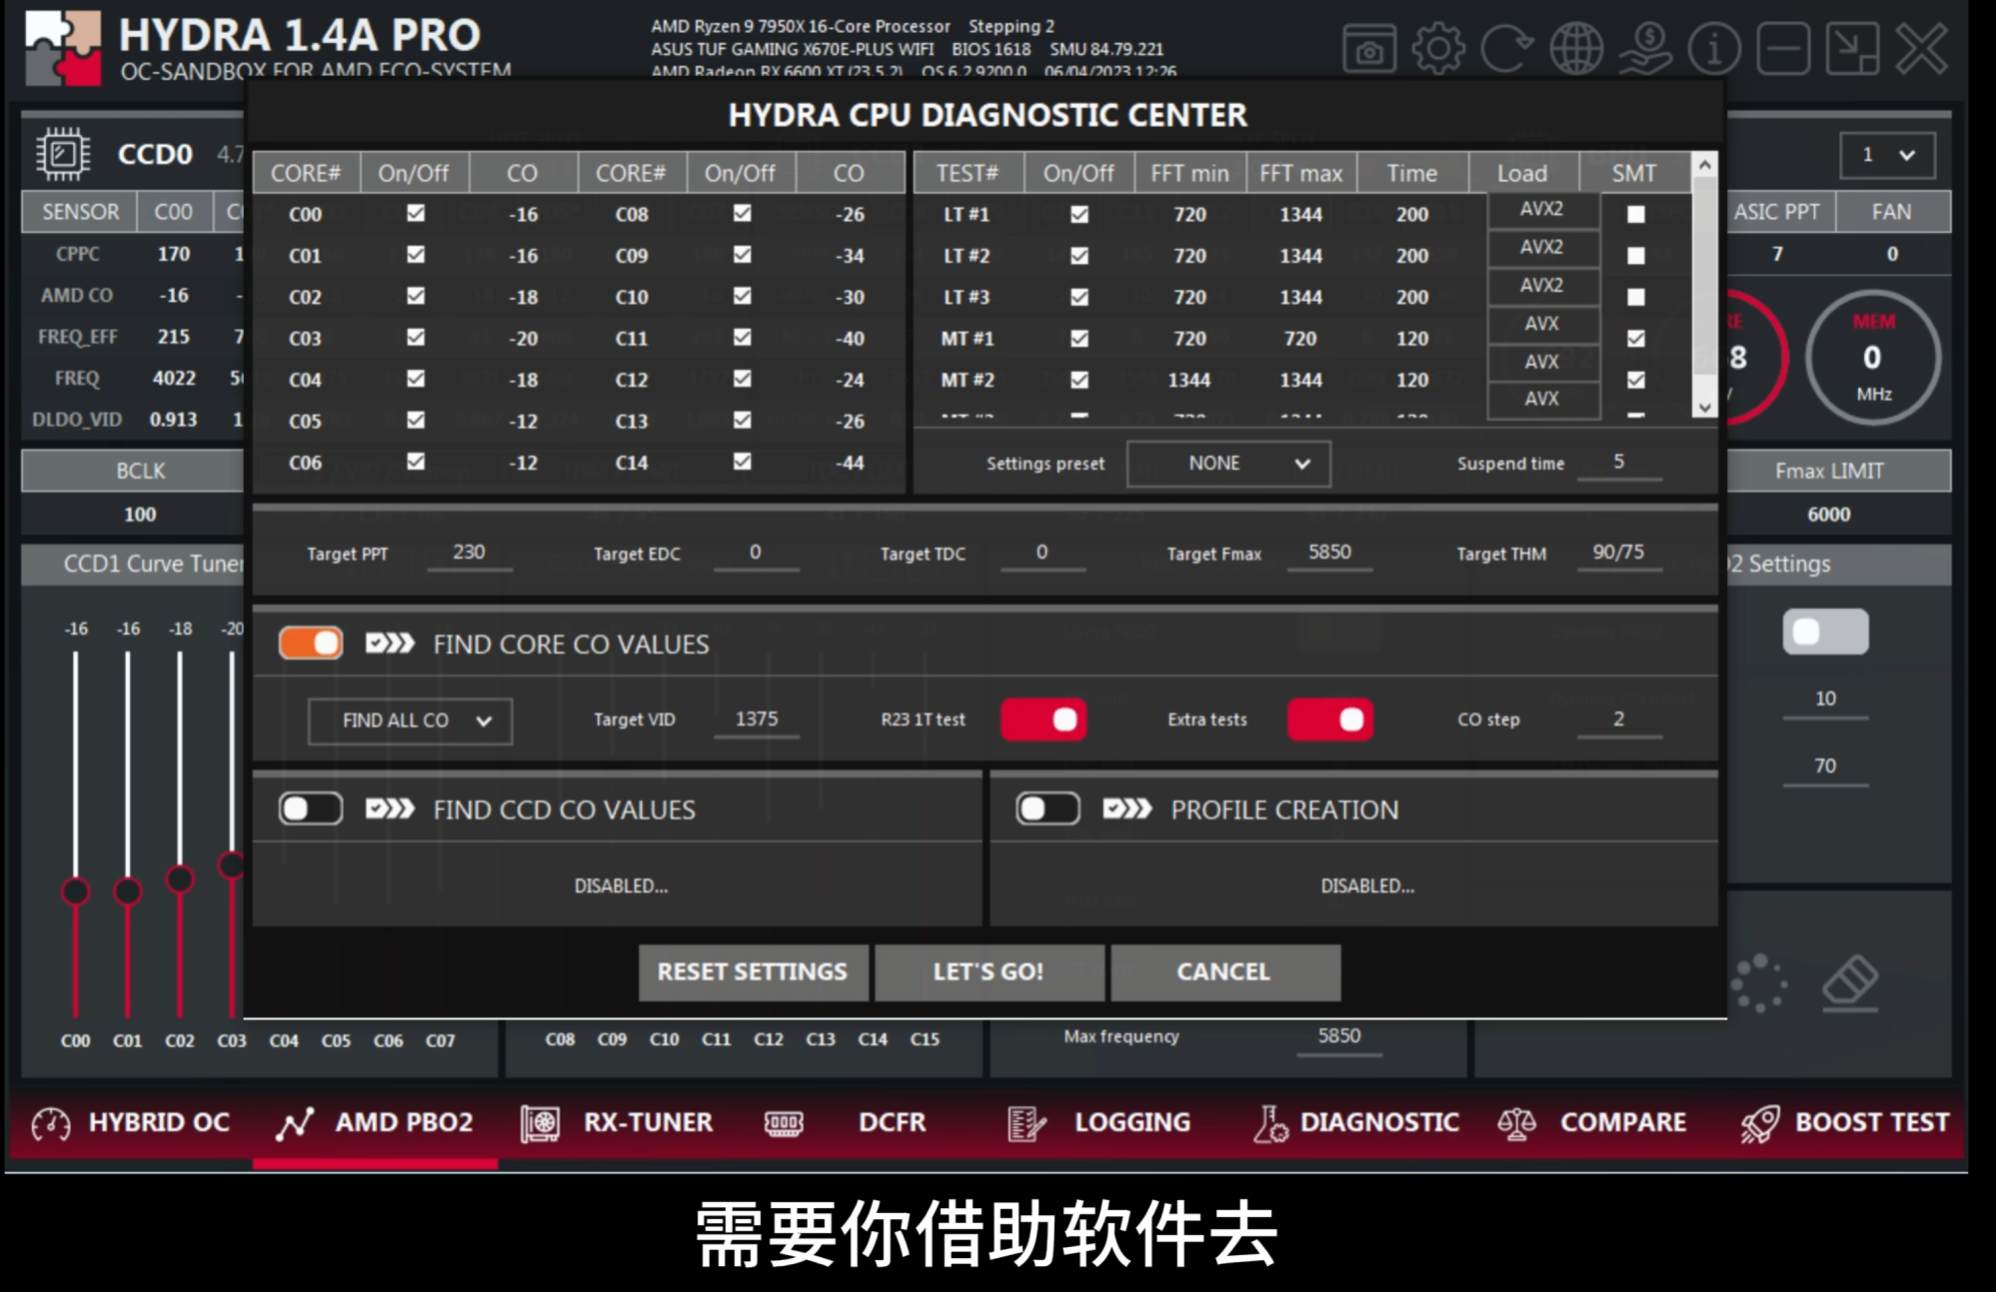 HYDRA 1.4A PRO
OC-SANDBOX FOR AMD ECO-SYSTEM
AMD Ryzen 9 7950X 16-Core Processor Stepping 2
ASUS TUF GAMING X670E-PLUS WIFI BIOS 1618 SMU 84.79.221
AMD Radeon RX 6600 XT (23.5.2) OS 6.2.9200.0 06/04/2023 12:26
HYDRA CPU DIAGNOSTIC CENTER
CCD0 4.7
1
SENSOR C00
CPPC 170
AMD CO -16
FREQ_EFF 215
FREQ 4022
DLDO_VID 0.913
BCLK
100
CCD1 Curve Tuner
-16 -16 -18 -20
CORE# On/Off CO CORE# On/Off CO
C00 -16 C08 -26
C01 -16 C09 -34
C02 -18 C10 -30
C03 -20 C11 -40
C04 -18 C12 -24
C05 -12 C13 -26
C06 -12 C14 -44
TEST# On/Off FFT min FFT max Time Load SMT
LT #1 720 1344 200 AVX2
LT #2 720 1344 200 AVX2
LT #3 720 1344 200 AVX2
MT #1 720 720 120 AVX
MT #2 1344 1344 120 AVX
AVX
Settings preset NONE Suspend time 5
ASIC PPT FAN
7 0
MEM
0
MHz
Fmax LIMIT
6000
2 Settings
10
70
Target PPT 230 Target EDC 0 Target TDC 0 Target Fmax 5850 Target THM 90/75
FIND CORE CO VALUES
FIND ALL CO Target VID 1375 R23 1T test Extra tests CO step 2
FIND CCD CO VALUES
DISABLED...
PROFILE CREATION
DISABLED...
RESET SETTINGS LET'S GO! CANCEL
C00 C01 C02 C03 C04 C05 C06 C07 C08 C09 C10 C11 C12 C13 C14 C15
Max frequency 5850
HYBRID OC AMD PBO2 RX-TUNER DCFR LOGGING DIAGNOSTIC COMPARE BOOST TEST
需要你借助软件去